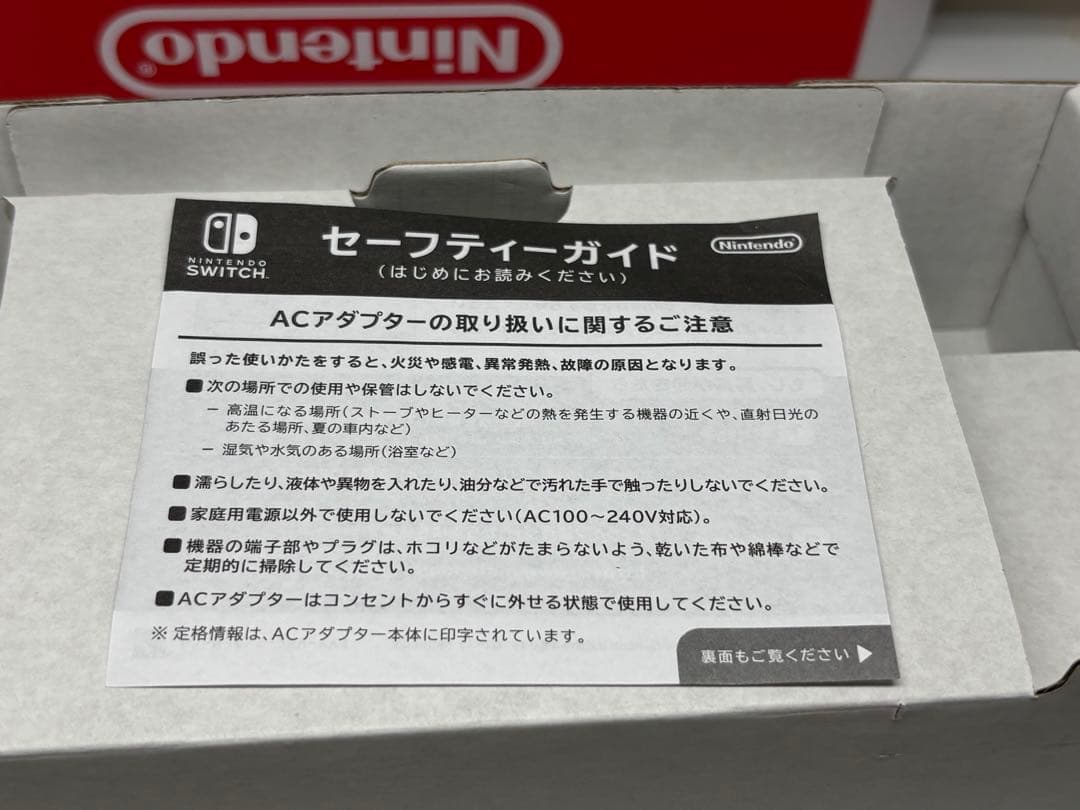 Nintendo®
NINTENDO
SWITCH™
セーフティーガイド
(はじめにお読みください)
Nintendo
ACアダプターの取り扱いに関するご注意
誤った使いかたをすると、火災や感電、異常発熱、故障の原因となります。
■次の場所での使用や保管はしないでください。
− 高温になる場所(ストーブやヒーターなどの熱を発生する機器の近くや、直射日光の
あたる場所、夏の車内など)
− 湿気や水気のある場所(浴室など)
■濡らしたり、液体や異物を入れたり、油分などで汚れた手で触ったりしないでください。
■家庭用電源以外で使用しないでください(AC100～240V対応)。
■機器の端子部やプラグは、ホコリなどがたまらないよう、乾いた布や綿棒などで
定期的に掃除してください。
■ACアダプターはコンセントからすぐに外せる状態で使用してください。
※ 定格情報は、ACアダプター本体に印字されています。
裏面もご覧ください▶